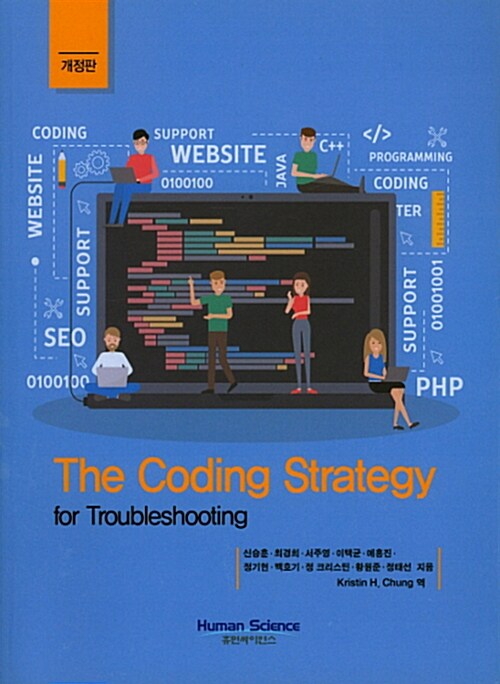 개정판
CODING
SUPPORT
WEBSITE
0100100
WEBSITE
SUPPORT
SEO
0100100
JAVA
C++
</>
PROGRAMMING
CODING
TER
01001001
SUPPORT
PHP
The Coding Strategy
for Troubleshooting
신승훈·최경희·서주영·이택균·예홍진·
정기현·백호기·정 크리스틴·황원준·정태선 지음
Kristin H. Chung 역
Human Science
휴먼싸이언스